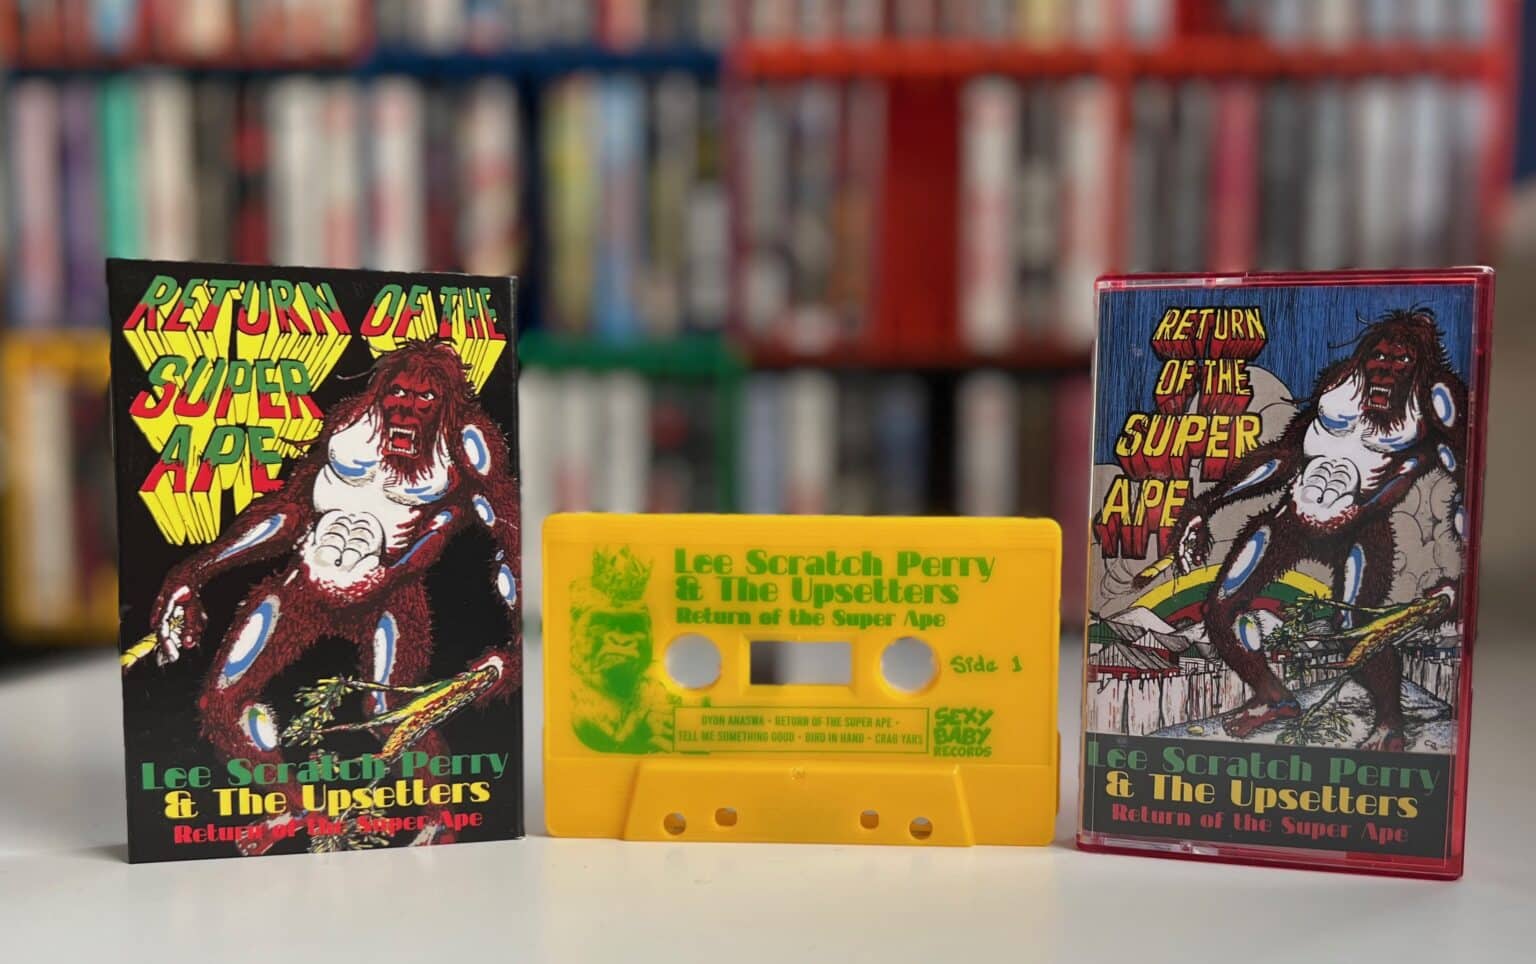 RETURN OF THE
SUPER
APE
Lee Scratch Perry
& The Upsetters
Return of the Super Ape
Lee Scratch Perry
& The Upsetters
Return of the Super Ape
Side 1
DYON ANASWA • RETURN OF THE SUPER APE •
TELL ME SOMETHING GOOD • BIRD IN HAND • CRAB YARS
SEXY
BABY
RECORDS
RETURN
OF THE
SUPER
APE
Lee Scratch Perry
& The Upsetters
Return of the Super Ape